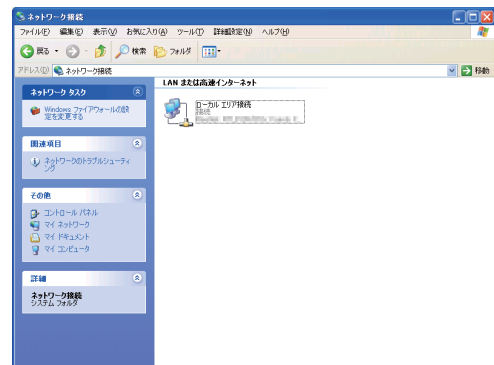 ネットワーク接続
ファイル(F) 編集(E) 表示(V) お気に入り(A) ツール(T) 詳細設定(N) ヘルプ(H)
戻る 検索 フォルダ
アドレス(D) ネットワーク接続 移動
ネットワーク タスク
Windows ファイアウォールの設
定を変更する
関連項目
ネットワークのトラブルシューティ
ング
その他
コントロール パネル
マイ ネットワーク
マイ ドキュメント
マイ コンピュータ
詳細
ネットワーク接続
システム フォルダ
LAN または高速インターネット
ローカル エリア接続
接続